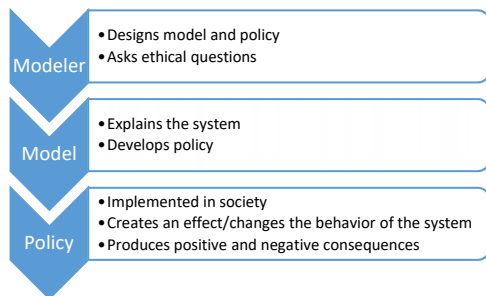 Modeler
•Designs model and policy
•Asks ethical questions
Model
•Explains the system
•Develops policy
Policy
•Implemented in society
•Creates an effect/changes the behavior of the system
•Produces positive and negative consequences